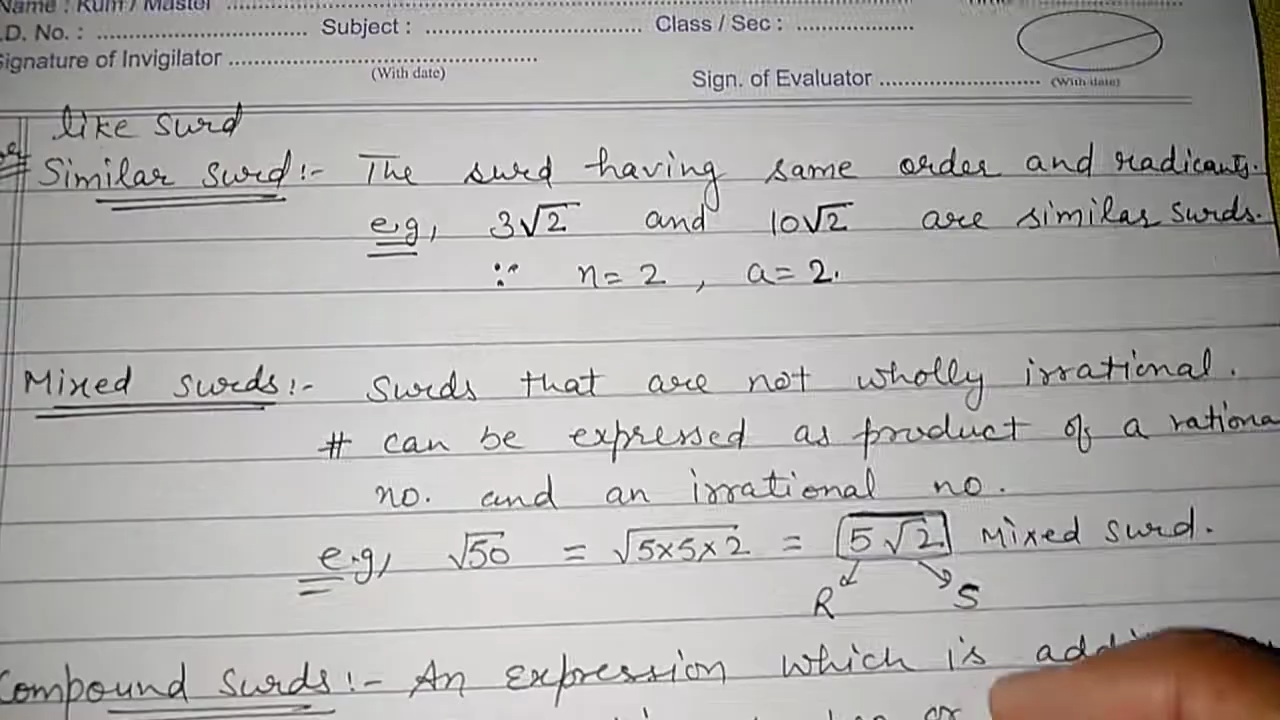 Name : Kum / Master ..........................
.D. No. : .............................. Subject : ............................... Class / Sec : .................
Signature of Invigilator ........................................... Sign. of Evaluator ......................
(With date) (With date)
like surd
Similar surd :- The surd having same order and radicants.
e.g, 3√2 and 10√2 are similar surds.
∵ n = 2 , a = 2.
Mixed surds :- Surds that are not wholly irrational.
# can be expressed as product of a rationa
no. and an irrational no.
e.g, √50 = √5×5×2 = 5√2 Mixed surd.
R S
Compound surds :- An expression which is
or